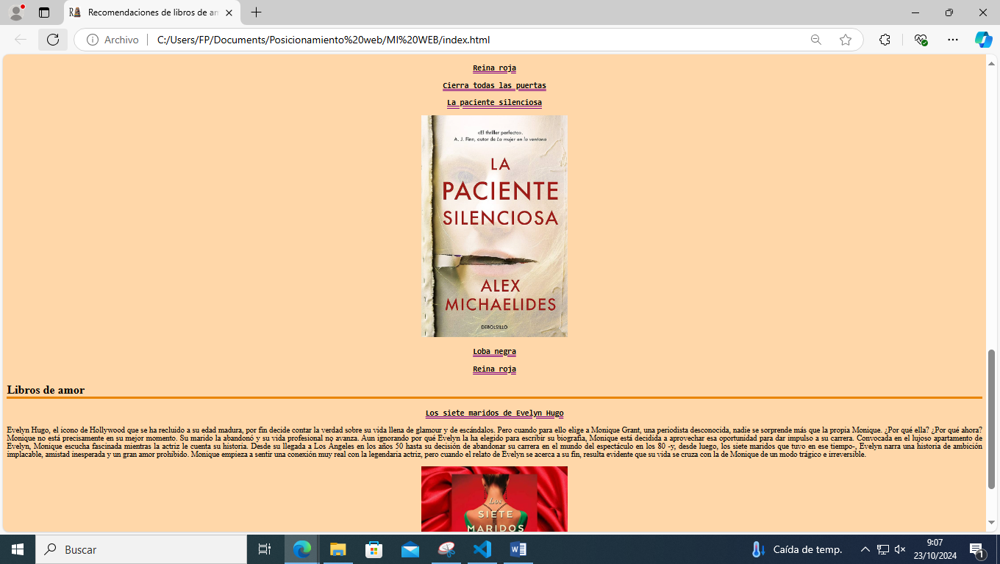 Recomendaciones de libros de am
Archivo
C:/Users/FP/Documents/Posicionamiento%20web/MI%20WEB/index.html
Reina roja
Cierra todas las puertas
La paciente silenciosa
«El thriller perfecto».
A. J. Finn, autor de La mujer en la ventana
LA
PACIENTE
SILENCIOSA
ALEX
MICHAELIDES
DEBOLS!LLO
Loba negra
Reina roja
Libros de amor
Los siete maridos de Evelyn Hugo
Evelyn Hugo, el ícono de Hollywood que se ha recluido a su edad madura, por fin decide contar la verdad sobre su vida llena de glamour y de escándalos. Pero cuando para ello elige a Monique Grant, una periodista desconocida, nadie se sorprende más que la propia Monique. ¿Por qué ella? ¿Por qué ahora?
Monique no está precisamente en su mejor momento. Su marido la abandonó y su vida profesional no avanza. Aun ignorando por qué Evelyn la ha elegido para escribir su biografía, Monique está decidida a aprovechar esa oportunidad para dar impulso a su carrera. Convocada en el lujoso apartamento de
Evelyn, Monique escucha fascinada mientras la actriz le cuenta su historia. Desde su llegada a Los Ángeles en los años 50 hasta su decisión de abandonar su carrera en el mundo del espectáculo en los 80 -y, desde luego, los siete maridos que tuvo en ese tiempo-, Evelyn narra una historia de ambición
implacable, amistad inesperada y un gran amor prohibido. Monique empieza a sentir una conexión muy real con la legendaria actriz, pero cuando el relato de Evelyn se acerca a su fin, resulta evidente que su vida se cruza con la de Monique de un modo trágico e irreversible.
Los
SIETE
MARIDOS
Buscar
Caída de temp.
9:07
23/10/2024
1